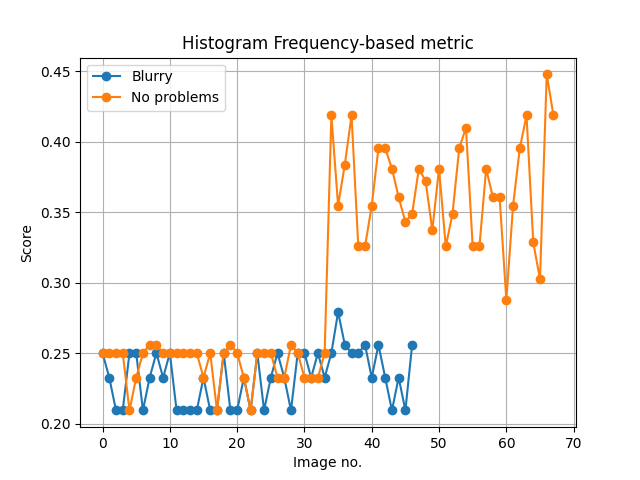 Histogram Frequency-based metric
Blurry
No problems
Score
0.45
0.40
0.35
0.30
0.25
0.20
0 10 20 30 40 50 60 70
Image no.